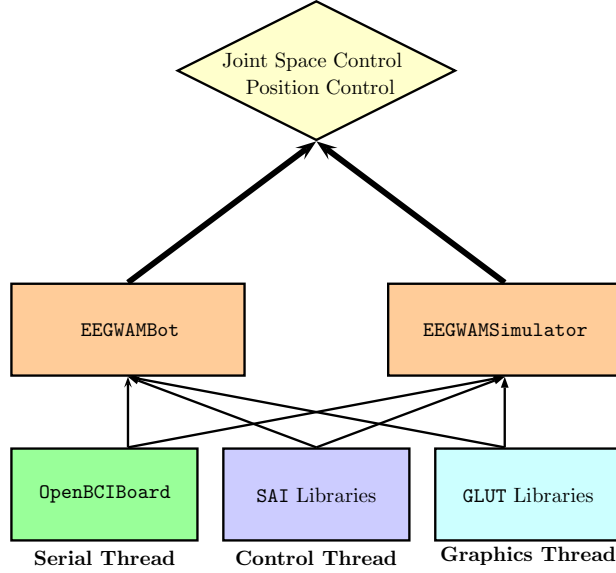 Joint Space Control
Position Control
EEGWAMBot
EEGWAMSimulator
OpenBCIBoard
SAI Libraries
GLUT Libraries
Serial Thread
Control Thread
Graphics Thread